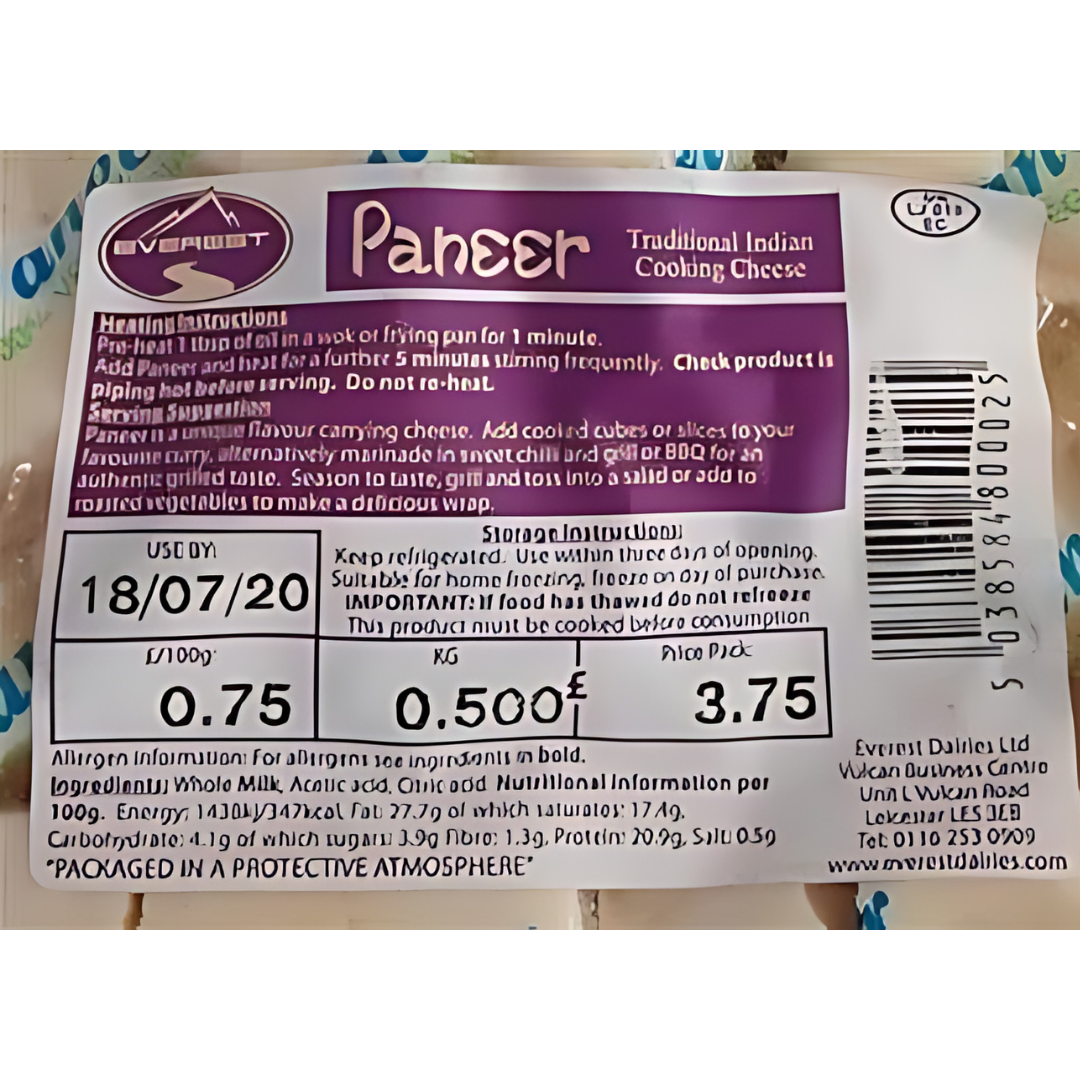 EVEREST
Paneer
Traditional Indian
Cooking Cheese
Heating Instructions
Pre-heat 1 tbsp of oil in a wok or frying pan for 1 minute.
Add Paneer and heat for a further 5 minutes stirring frequently. Check product is
piping hot before serving. Do not re-heat.
Serving Suggestion
Paneer is a unique flavour carrying cheese. Add cooked cubes or slices to your
favourite curry, alternatively marinade in sweet chilli and grill or BBQ for an
authentic grilled taste. Season to taste, grill and toss into a salad or add to
roasted vegetables to make a delicious wrap.
USE BY:
18/07/20
Storage Instructions:
Keep refrigerated. Use within three days of opening.
Suitable for home freezing, freeze on day of purchase.
IMPORTANT: If food has thawed do not refreeze
This product must be cooked before consumption
£/100g:
0.75
KG
0.500
£
Price Pack
3.75
Allergen Information: For allergens see ingredients in bold.
Ingredients: Whole Milk, Acetic acid, Citric acid Nutritional Information per
100g. Energy: 1430kJ/347kcal Fat: 27.7g of which saturates: 17.4g,
Carbohydrate: 4.1g of which sugars: 3.9g Fibre: 1.3g, Protein: 20.9g, Salt: 0.5g
"PACKAGED IN A PROTECTIVE ATMOSPHERE"
5 038584 800025
Everest Dairies Ltd
Vulcan Business Centre
Unit Vulcan Road
Leicester
Tel: 0116 253
www.everestdairies.com